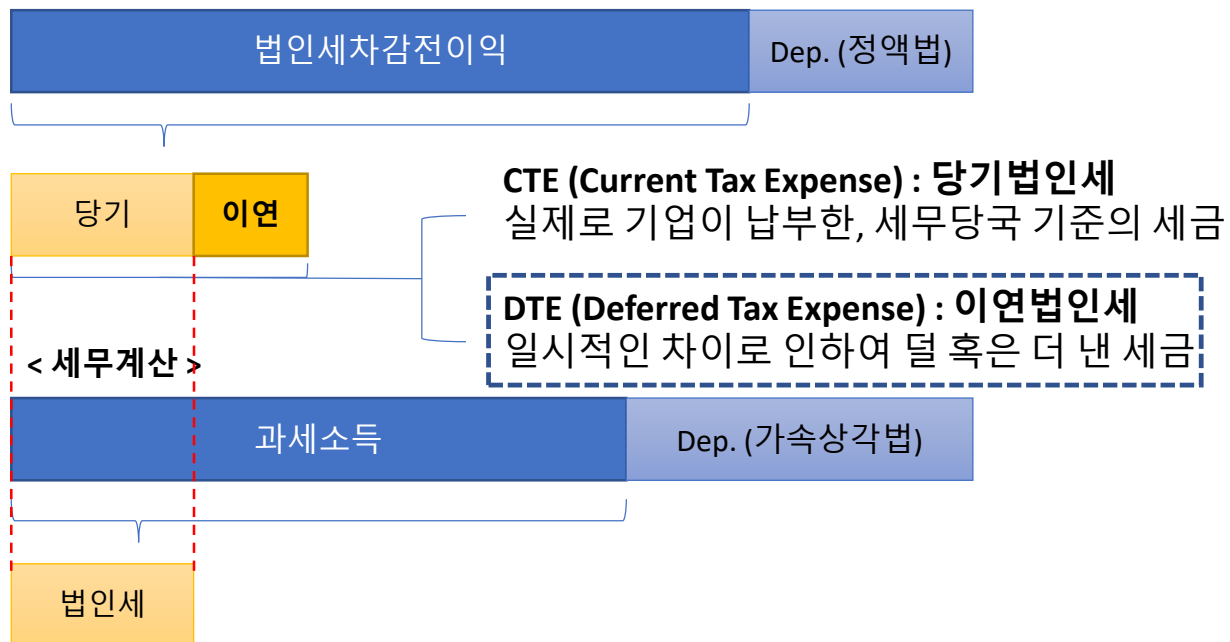 법인세차감전이익
Dep. (정액법)
당기
이연
CTE (Current Tax Expense) : 당기법인세
실제로 기업이 납부한, 세무당국 기준의 세금
DTE (Deferred Tax Expense) : 이연법인세
일시적인 차이로 인하여 덜 혹은 더 낸 세금
< 세무계산 >
과세소득
Dep. (가속상각법)
법인세